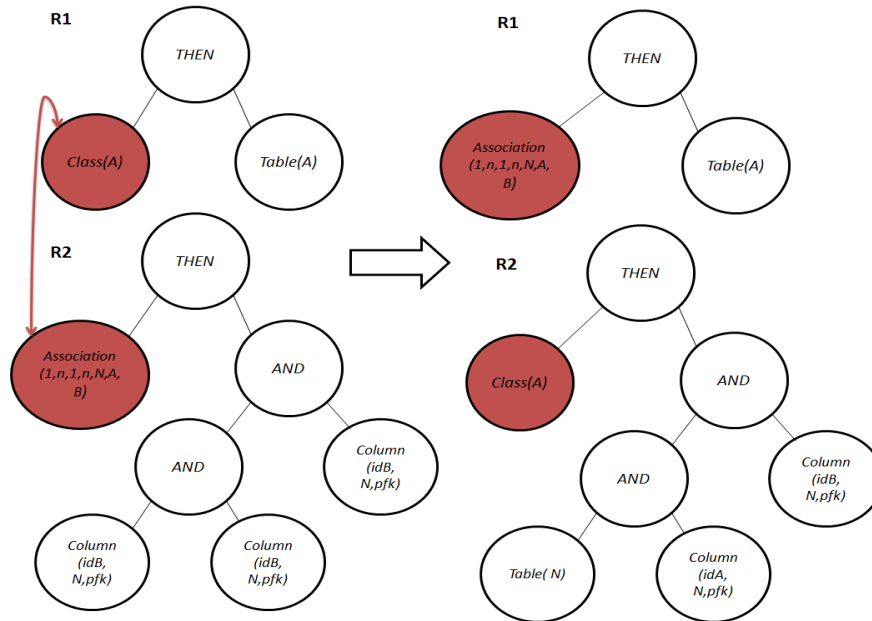 R1
THEN
Class(A)
Table(A)
R2
THEN
Association
(1,n,1,n,N,A,
B)
AND
AND
Column
(idB,
N,pfk)
Column
(idB,
N,pfk)
Column
(idB,
N,pfk)
R1
THEN
Association
(1,n,1,n,N,A,
B)
Table(A)
R2
THEN
Class(A)
AND
AND
Column
(idB,
N,pfk)
Table( N)
Column
(idA,
N,pfk)